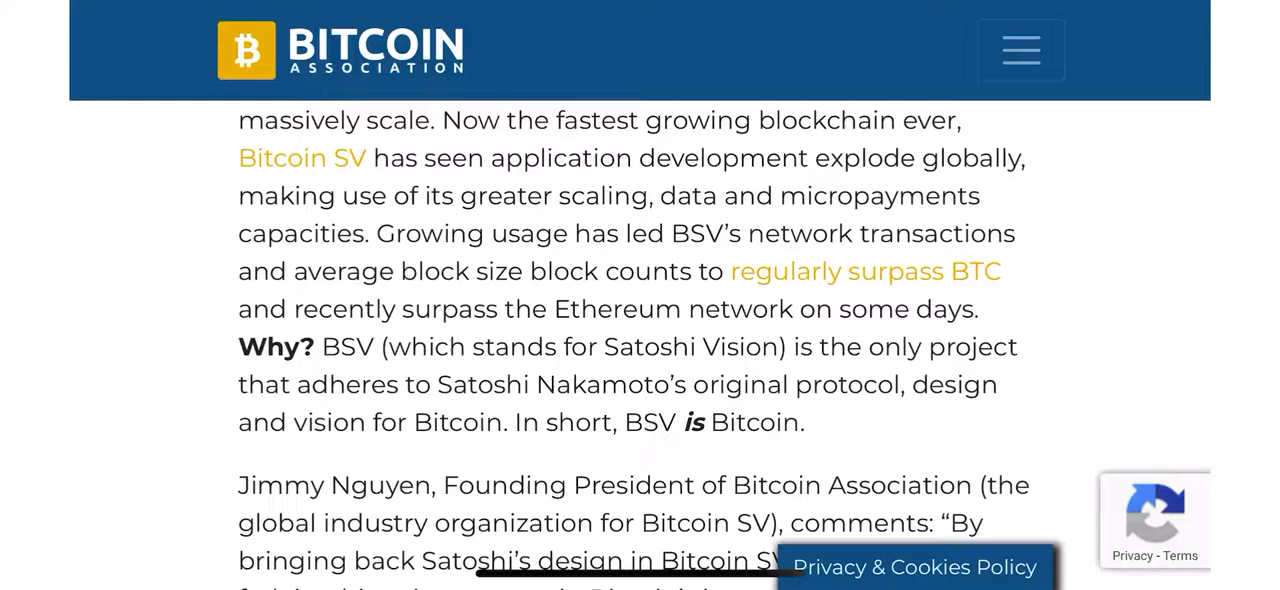 BITCOIN
ASSOCIATION
massively scale. Now the fastest growing blockchain ever,
Bitcoin SV has seen application development explode globally,
making use of its greater scaling, data and micropayments
capacities. Growing usage has led BSV’s network transactions
and average block size block counts to regularly surpass BTC
and recently surpass the Ethereum network on some days.
Why? BSV (which stands for Satoshi Vision) is the only project
that adheres to Satoshi Nakamoto’s original protocol, design
and vision for Bitcoin. In short, BSV is Bitcoin.
Jimmy Nguyen, Founding President of Bitcoin Association (the
global industry organization for Bitcoin SV), comments: “By
bringing back Satoshi’s design in Bitcoin SV
Privacy & Cookies Policy
Privacy - Terms